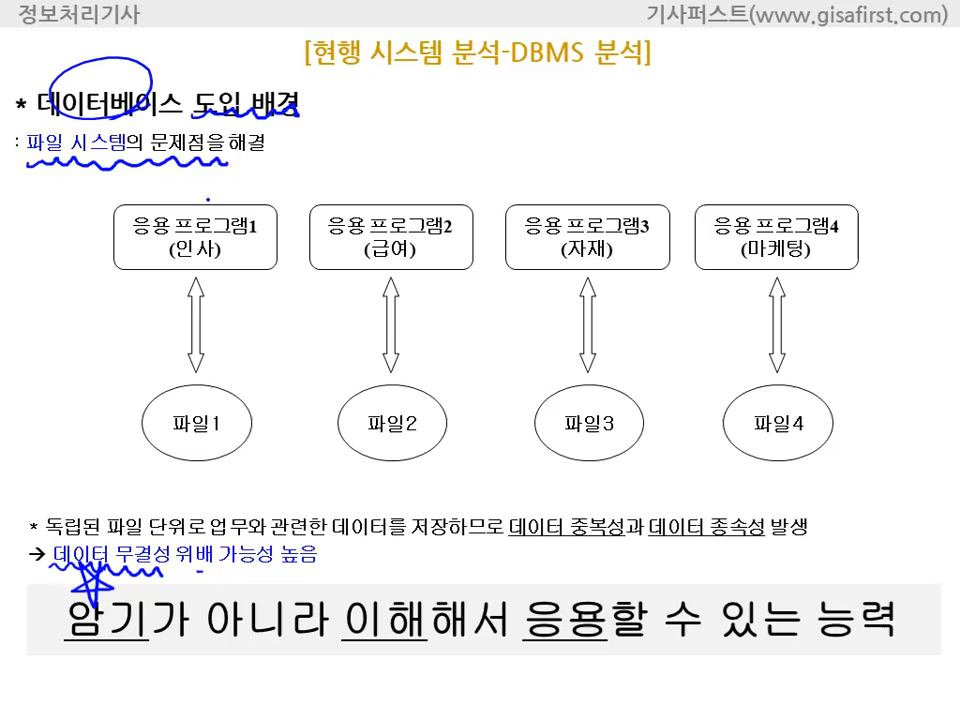 정보처리기사
기사퍼스트(www.gisafirst.com)
[현행 시스템 분석-DBMS 분석]
* 데이터베이스 도입 배경
: 파일 시스템의 문제점을 해결
응용 프로그램1
(인사)
응용 프로그램2
(급여)
응용 프로그램3
(자재)
응용 프로그램4
(마케팅)
파일1
파일2
파일3
파일4
* 독립된 파일 단위로 업무와 관련한 데이터를 저장하므로 데이터 중복성과 데이터 종속성 발생
→ 데이터 무결성 위배 가능성 높음
암기가 아니라 이해해서 응용할 수 있는 능력